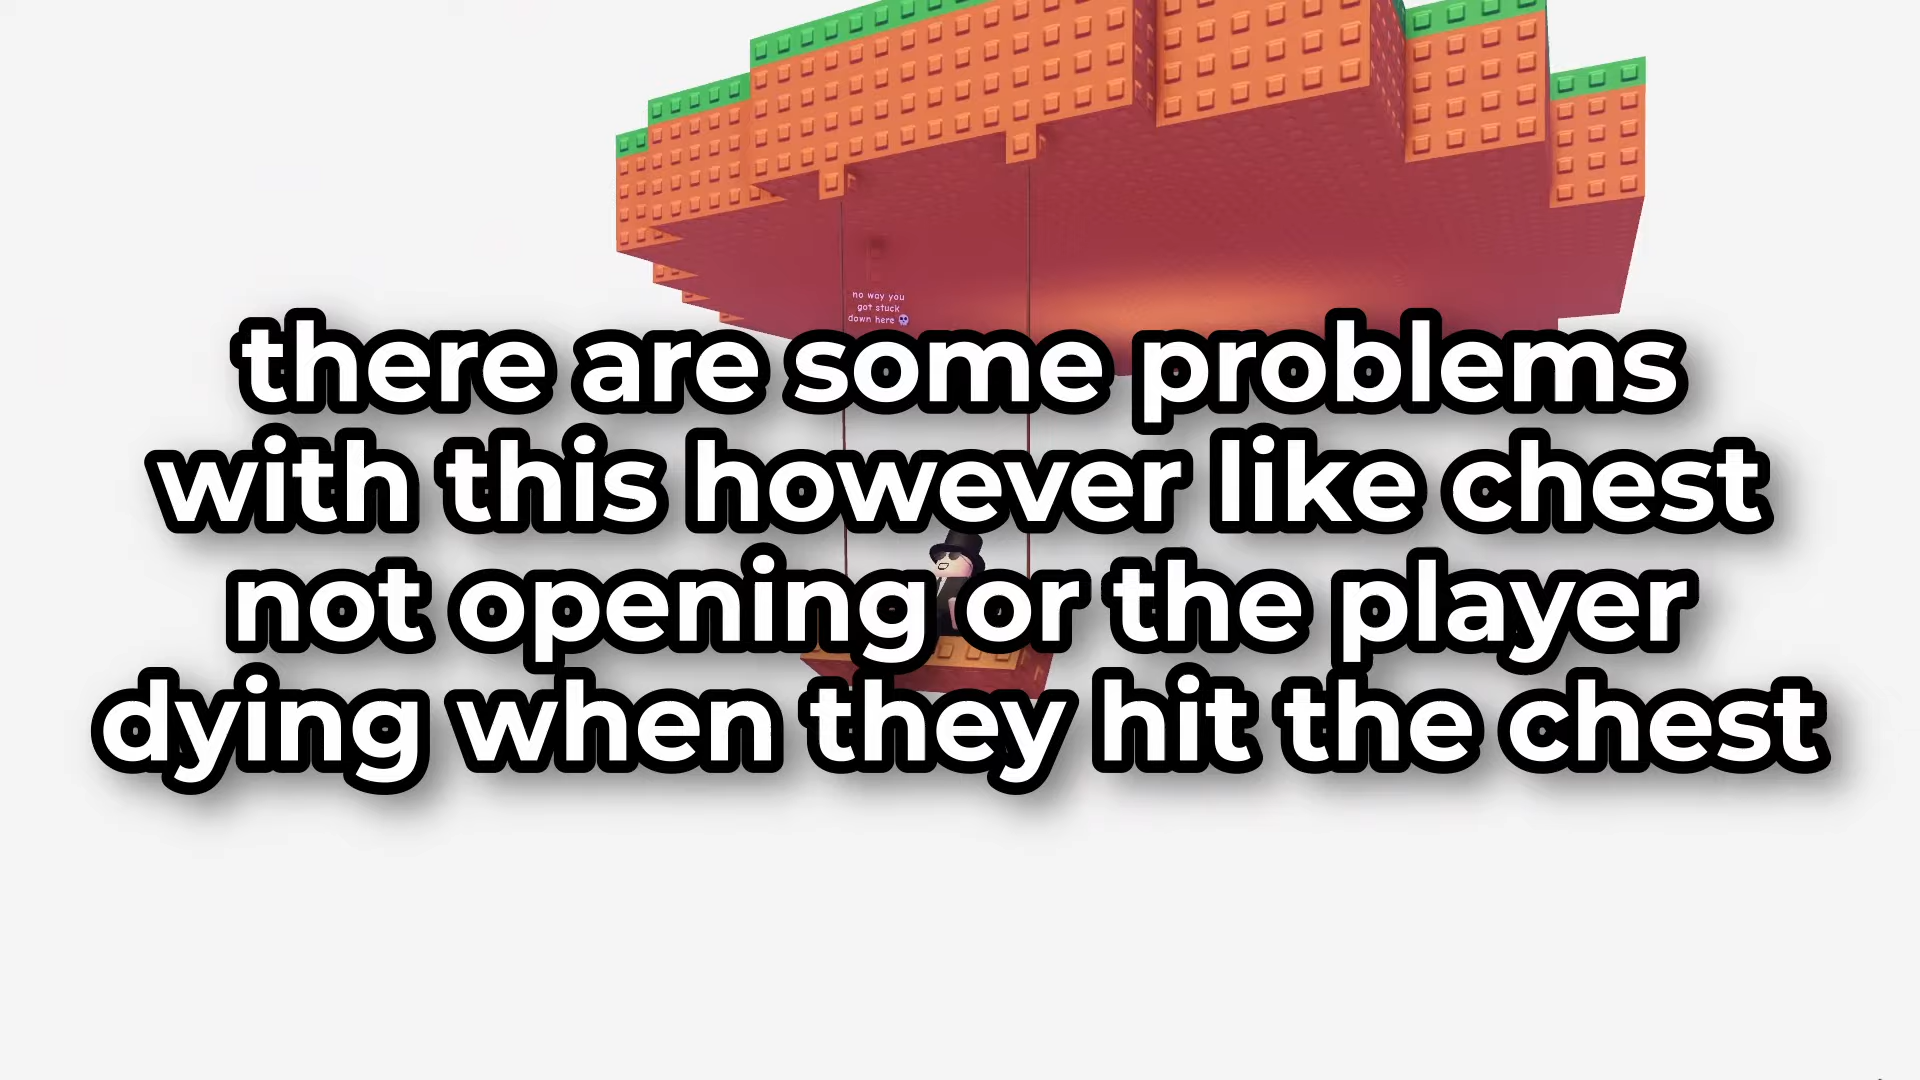 no way you
got stuck
down here 💀
there are some problems
with this however like chest
not opening or the player
dying when they hit the chest